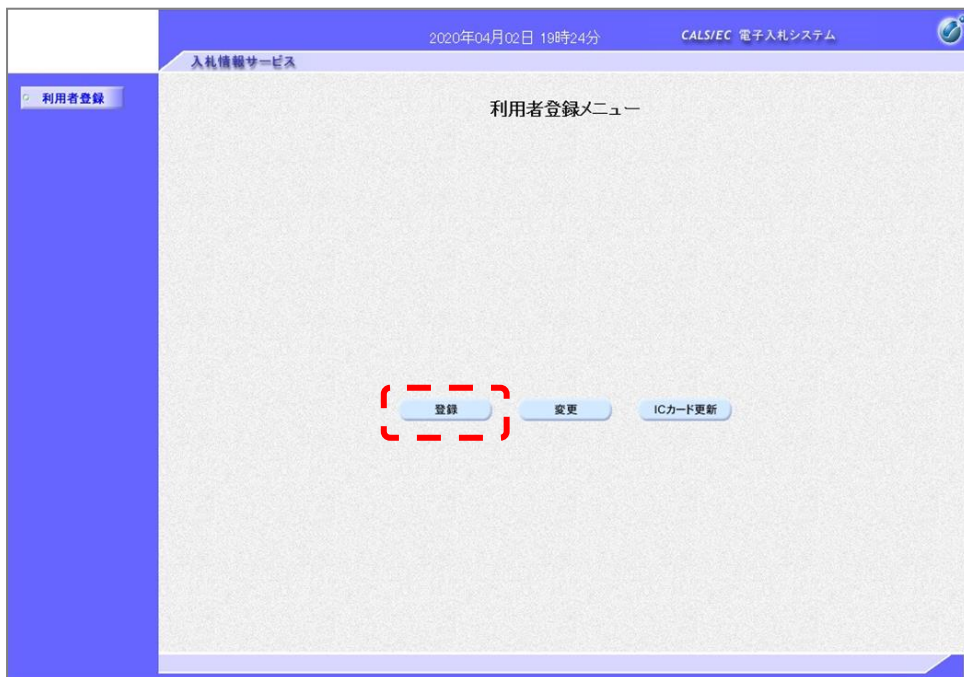 2020年04月02日 19時24分
CALS/EC 電子入札システム
入札情報サービス
利用者登録
利用者登録メニュー
登録
変更
ICカード更新